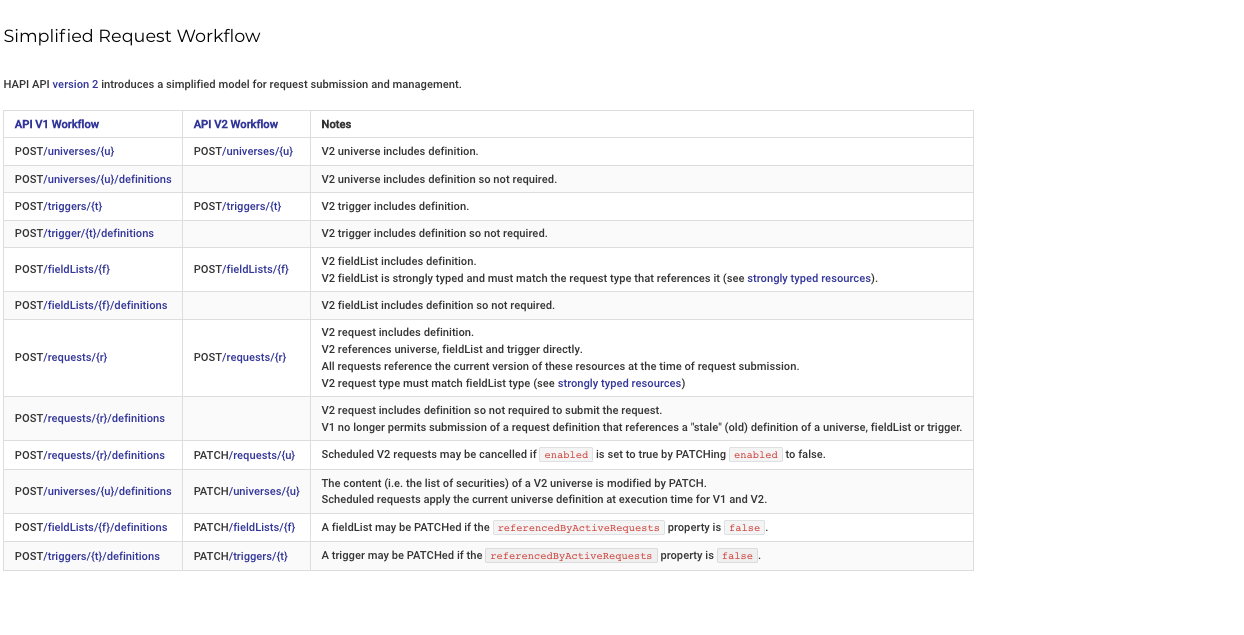 Simplified Request Workflow
HAPI API version 2 introduces a simplified model for request submission and management.
API V1 Workflow API V2 Workflow Notes
POST/universes/{u} POST/universes/{u} V2 universe includes definition.
POST/universes/{u}/definitions V2 universe includes definition so not required.
POST/triggers/{t} POST/triggers/{t} V2 trigger includes definition.
POST/trigger/{t}/definitions V2 trigger includes definition so not required.
POST/fieldLists/{f} POST/fieldLists/{f} V2 fieldList includes definition.
V2 fieldList is strongly typed and must match the request type that references it (see strongly typed resources).
POST/fieldLists/{f}/definitions V2 fieldList includes definition so not required.
POST/requests/{r} POST/requests/{r} V2 request includes definition.
V2 references universe, fieldList and trigger directly.
All requests reference the current version of these resources at the time of request submission.
V2 request type must match fieldList type (see strongly typed resources)
POST/requests/{r}/definitions V2 request includes definition so not required to submit the request.
V1 no longer permits submission of a request definition that references a "stale" (old) definition of a universe, fieldList or trigger.
POST/requests/{r}/definitions PATCH/requests/{u} Scheduled V2 requests may be cancelled if enabled is set to true by PATCHing enabled to false.
POST/universes/{u}/definitions PATCH/universes/{u} The content (i.e. the list of securities) of a V2 universe is modified by PATCH.
Scheduled requests apply the current universe definition at execution time for V1 and V2.
POST/fieldLists/{f}/definitions PATCH/fieldLists/{f} A fieldList may be PATCHed if the referencedByActiveRequests property is false.
POST/triggers/{t}/definitions PATCH/triggers/{t} A trigger may be PATCHed if the referencedByActiveRequests property is false.